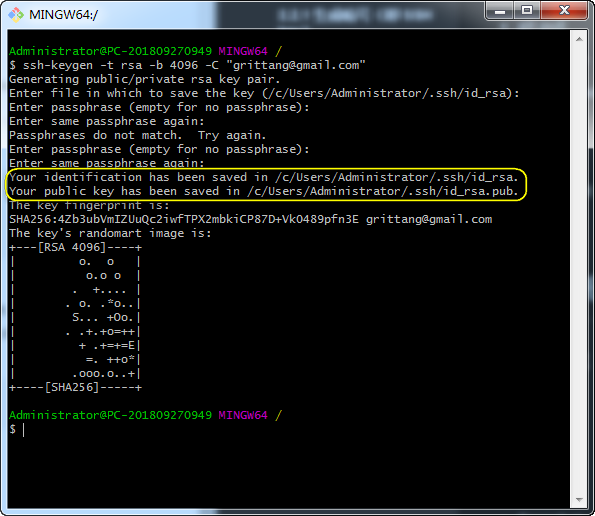 MINGW64:/
Administrator@PC-201809270949 MINGW64 /
$ ssh-keygen -t rsa -b 4096 -C "grittang@gmail.com"
Generating public/private rsa key pair.
Enter file in which to save the key (/c/Users/Administrator/.ssh/id_rsa):
Enter passphrase (empty for no passphrase):
Enter same passphrase again:
Passphrases do not match.  Try again.
Enter passphrase (empty for no passphrase):
Enter same passphrase again:
Your identification has been saved in /c/Users/Administrator/.ssh/id_rsa.
Your public key has been saved in /c/Users/Administrator/.ssh/id_rsa.pub.
The key fingerprint is:
SHA256:4Zb3ubVmIZUuQc2iwfTPX2mbkiCP87D+Vk0489pfn3E grittang@gmail.com
The key's randomart image is:
+---[RSA 4096]----+
|         o.  o   |
|          o.o o  |
|        .  +.... |
|       . o. .*o..|
|        S... +Oo.|
|       . .+.+o=++|
|         + .+=+=E|
|          =. ++o*|
|        .ooo.o..+|
+----[SHA256]-----+
Administrator@PC-201809270949 MINGW64 /
$